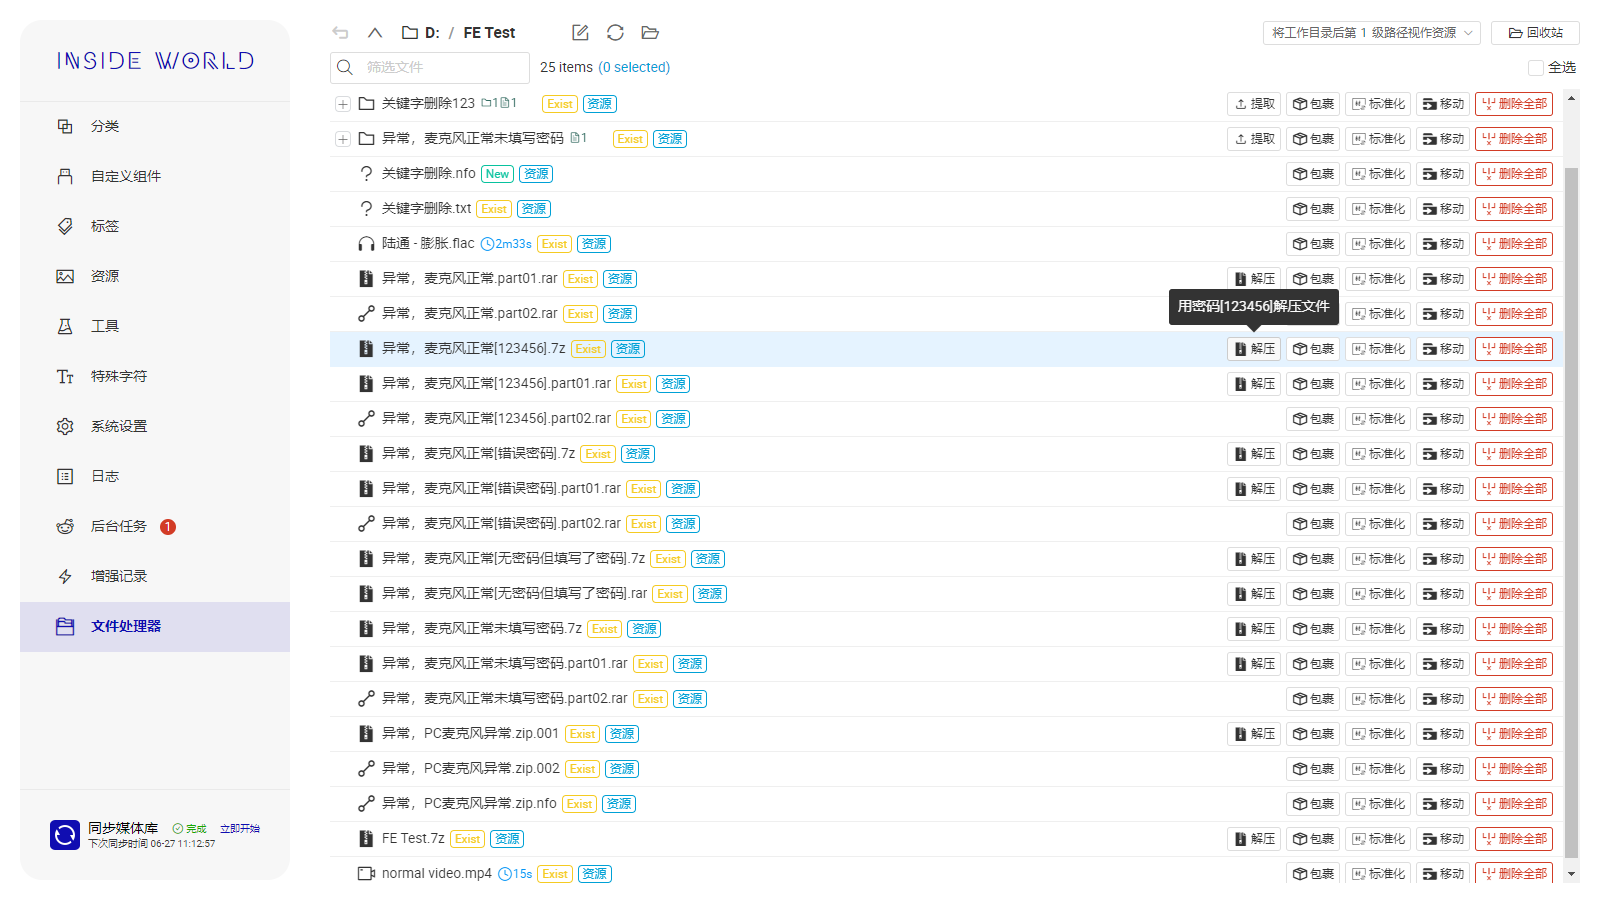 INSIDE WORLD
分类
自定义组件
标签
资源
工具
特殊字符
系统设置
日志
后台任务 1
增强记录
文件处理器
同步媒体库 完成 立即开始
下次同步时间 06-27 11:12:57
D: / FE Test
将工作目录后第 1 级路径视作资源 回收站
筛选文件 25 items (0 selected) 全选
关键字删除123 1 1 Exist 资源 提取 包裹 标准化 移动 删除全部
异常，麦克风正常未填写密码 1 Exist 资源 提取 包裹 标准化 移动 删除全部
关键字删除.nfo New 资源 包裹 标准化 移动 删除全部
关键字删除.txt Exist 资源 包裹 标准化 移动 删除全部
陆通 - 膨胀.flac 2m33s Exist 资源 包裹 标准化 移动 删除全部
异常，麦克风正常.part01.rar Exist 资源 解压 包裹 标准化 移动 删除全部
用密码[123456]解压文件
异常，麦克风正常.part02.rar Exist 资源 标准化 移动 删除全部
异常，麦克风正常[123456].7z Exist 资源 解压 包裹 标准化 移动 删除全部
异常，麦克风正常[123456].part01.rar Exist 资源 解压 包裹 标准化 移动 删除全部
异常，麦克风正常[123456].part02.rar Exist 资源 包裹 标准化 移动 删除全部
异常，麦克风正常[错误密码].7z Exist 资源 解压 包裹 标准化 移动 删除全部
异常，麦克风正常[错误密码].part01.rar Exist 资源 解压 包裹 标准化 移动 删除全部
异常，麦克风正常[错误密码].part02.rar Exist 资源 包裹 标准化 移动 删除全部
异常，麦克风正常[无密码但填写了密码].7z Exist 资源 解压 包裹 标准化 移动 删除全部
异常，麦克风正常[无密码但填写了密码].rar Exist 资源 解压 包裹 标准化 移动 删除全部
异常，麦克风正常未填写密码.7z Exist 资源 解压 包裹 标准化 移动 删除全部
异常，麦克风正常未填写密码.part01.rar Exist 资源 解压 包裹 标准化 移动 删除全部
异常，麦克风正常未填写密码.part02.rar Exist 资源 包裹 标准化 移动 删除全部
异常，PC麦克风异常.zip.001 Exist 资源 解压 包裹 标准化 移动 删除全部
异常，PC麦克风异常.zip.002 Exist 资源 包裹 标准化 移动 删除全部
异常，PC麦克风异常.zip.nfo Exist 资源 包裹 标准化 移动 删除全部
FE Test.7z Exist 资源 解压 包裹 标准化 移动 删除全部
normal video.mp4 15s Exist 资源 包裹 标准化 移动 删除全部